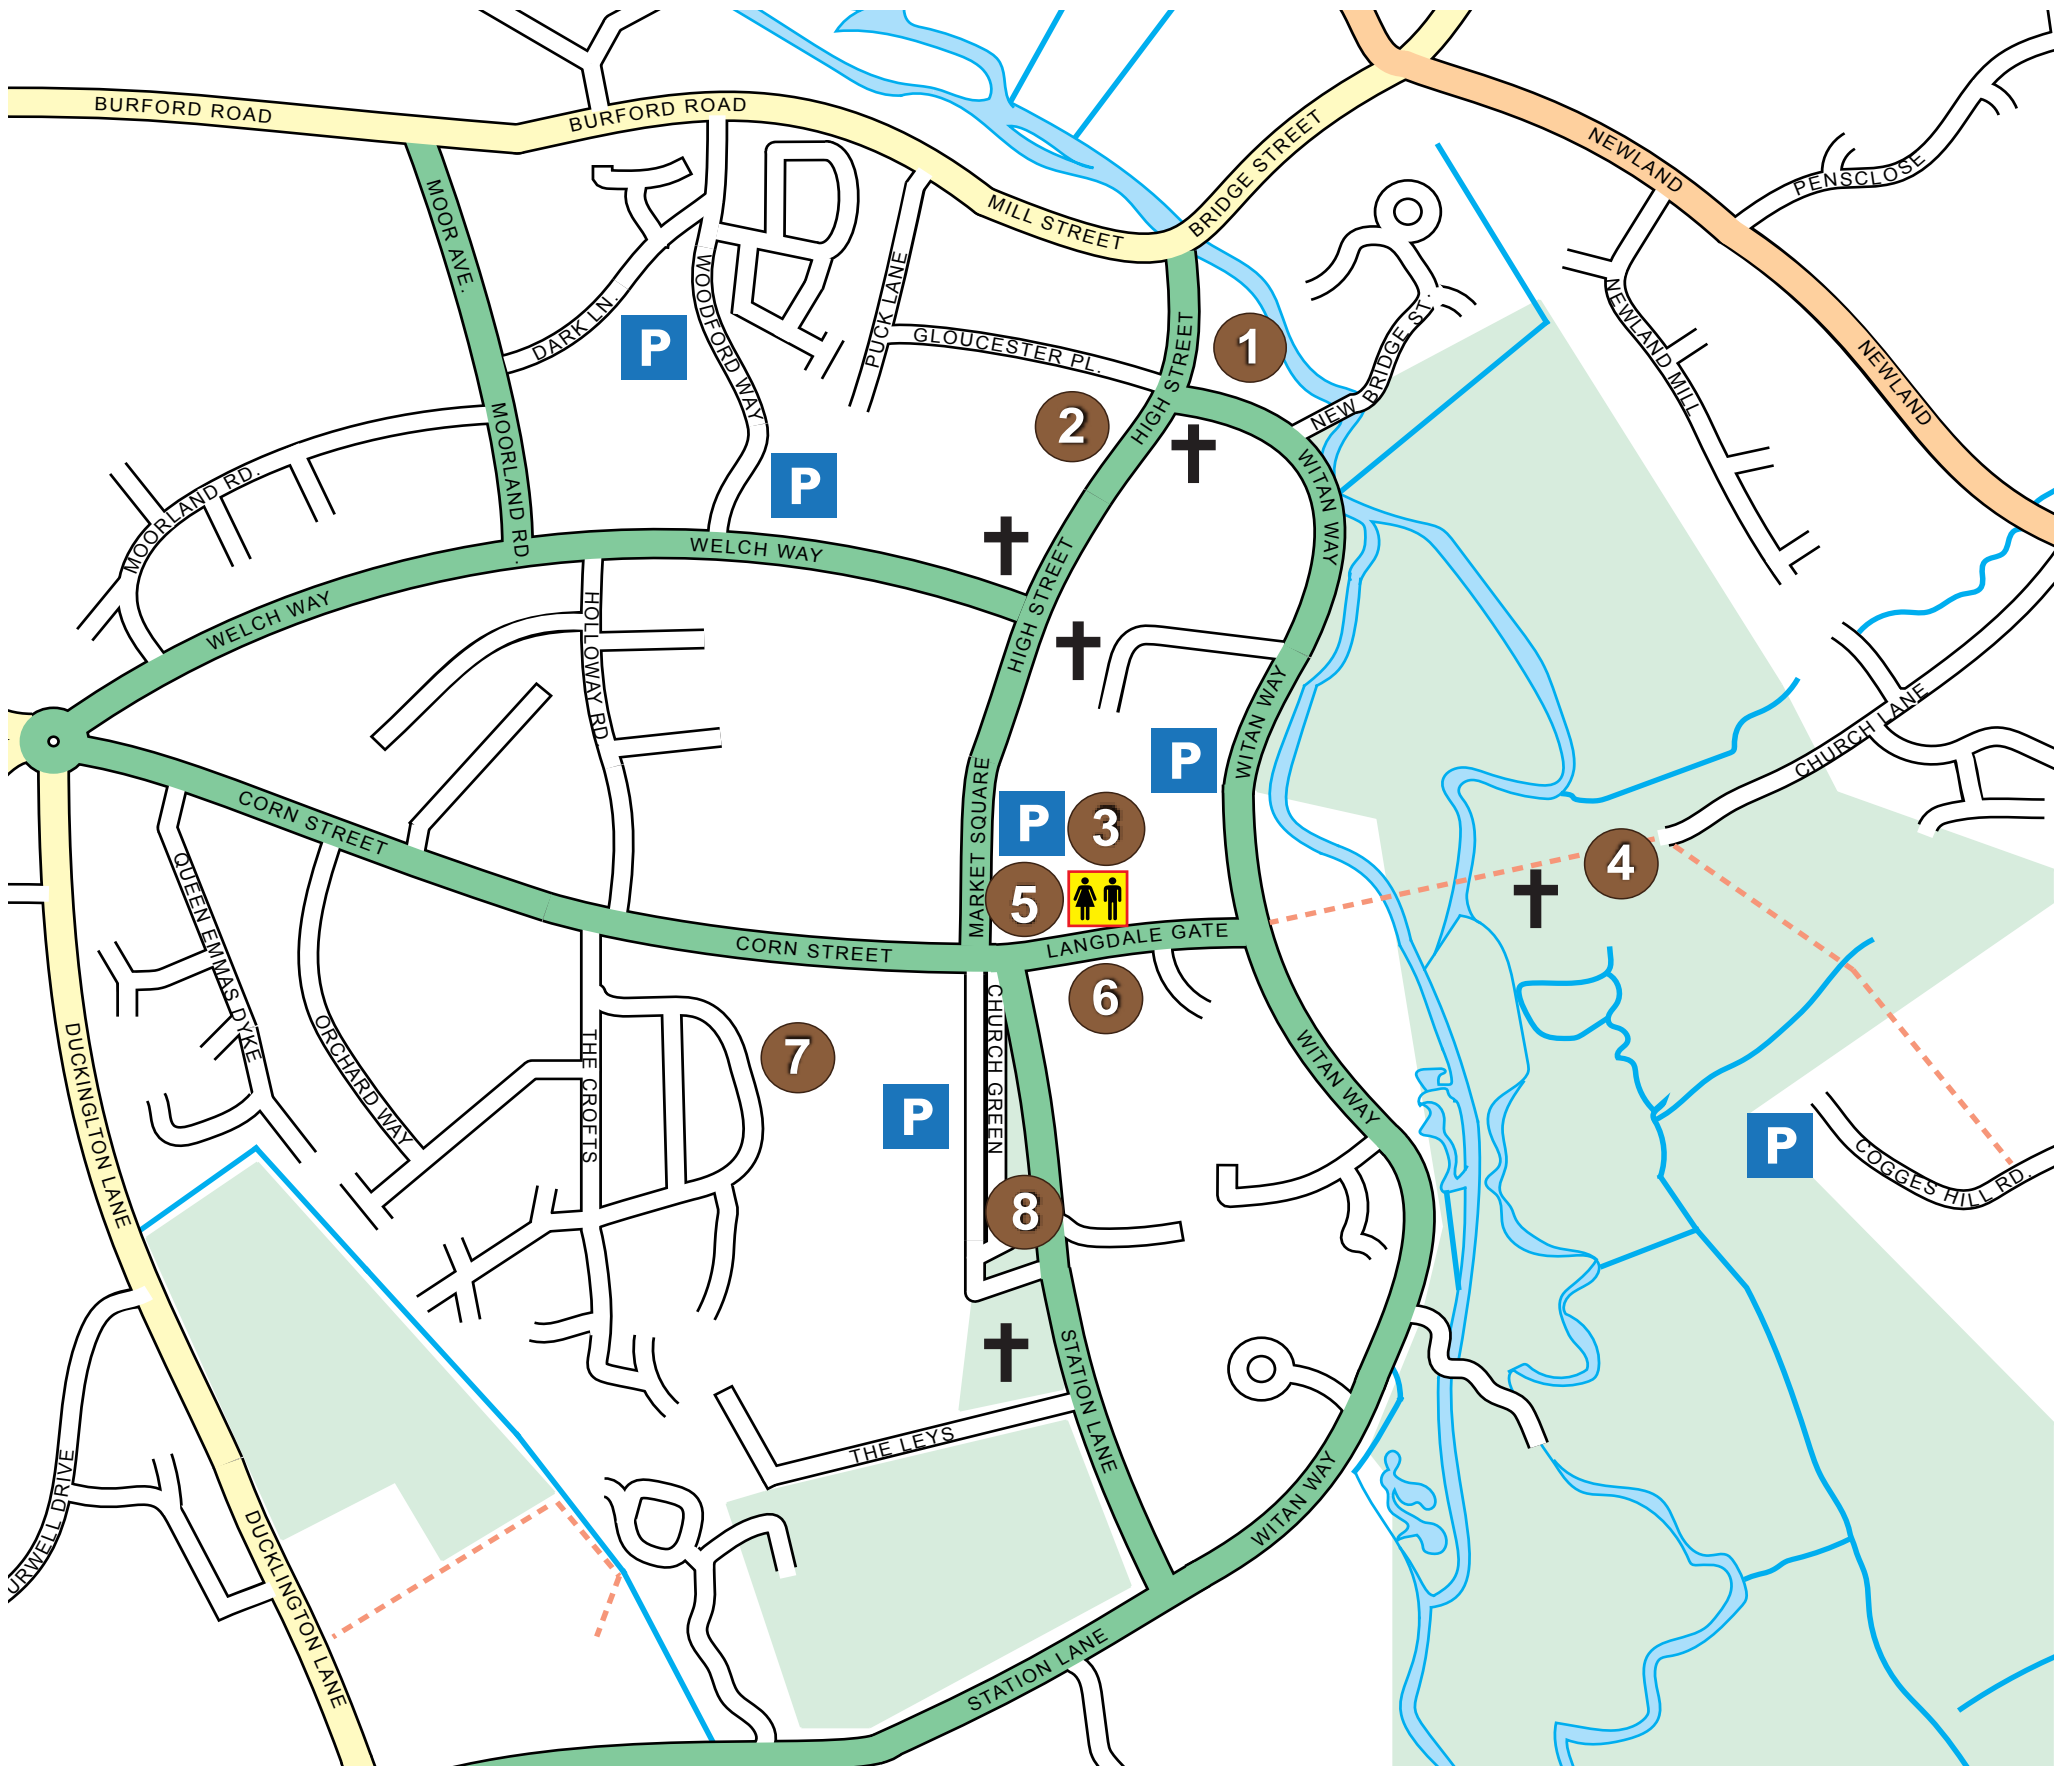 BURFORD ROAD
BURFORD ROAD
MILL STREET
BRIDGE STREET
NEWLAND
NEWLAND
PENSCLOSE
MOOR AVE.
DARK LN.
P
WOODFORD WAY
PUCK LANE
GLOUCESTER PL.
HIGH STREET
1
NEW BRIDGE ST.
NEWLAND MILL
MOORLAND RD.
MOORLAND RD.
P
2
HIGH STREET
WITAN WAY
WELCH WAY
WELCH WAY
HOLLOWAY RD.
WITAN WAY
CHURCH LANE
P
P
3
MARKET SQUARE
5
4
CORN STREET
CORN STREET
LANGDALE GATE
6
QUEEN EMMAS DYKE
ORCHARD WAY
THE CROFTS
7
P
CHURCH GREEN
8
WITAN WAY
P
COGGES HILL RD.
DUCKINGTON LANE
STATION LANE
THE LEYS
URWELL DRIVE
DUCKLINGTON LANE
WITAN WAY
STATION LANE